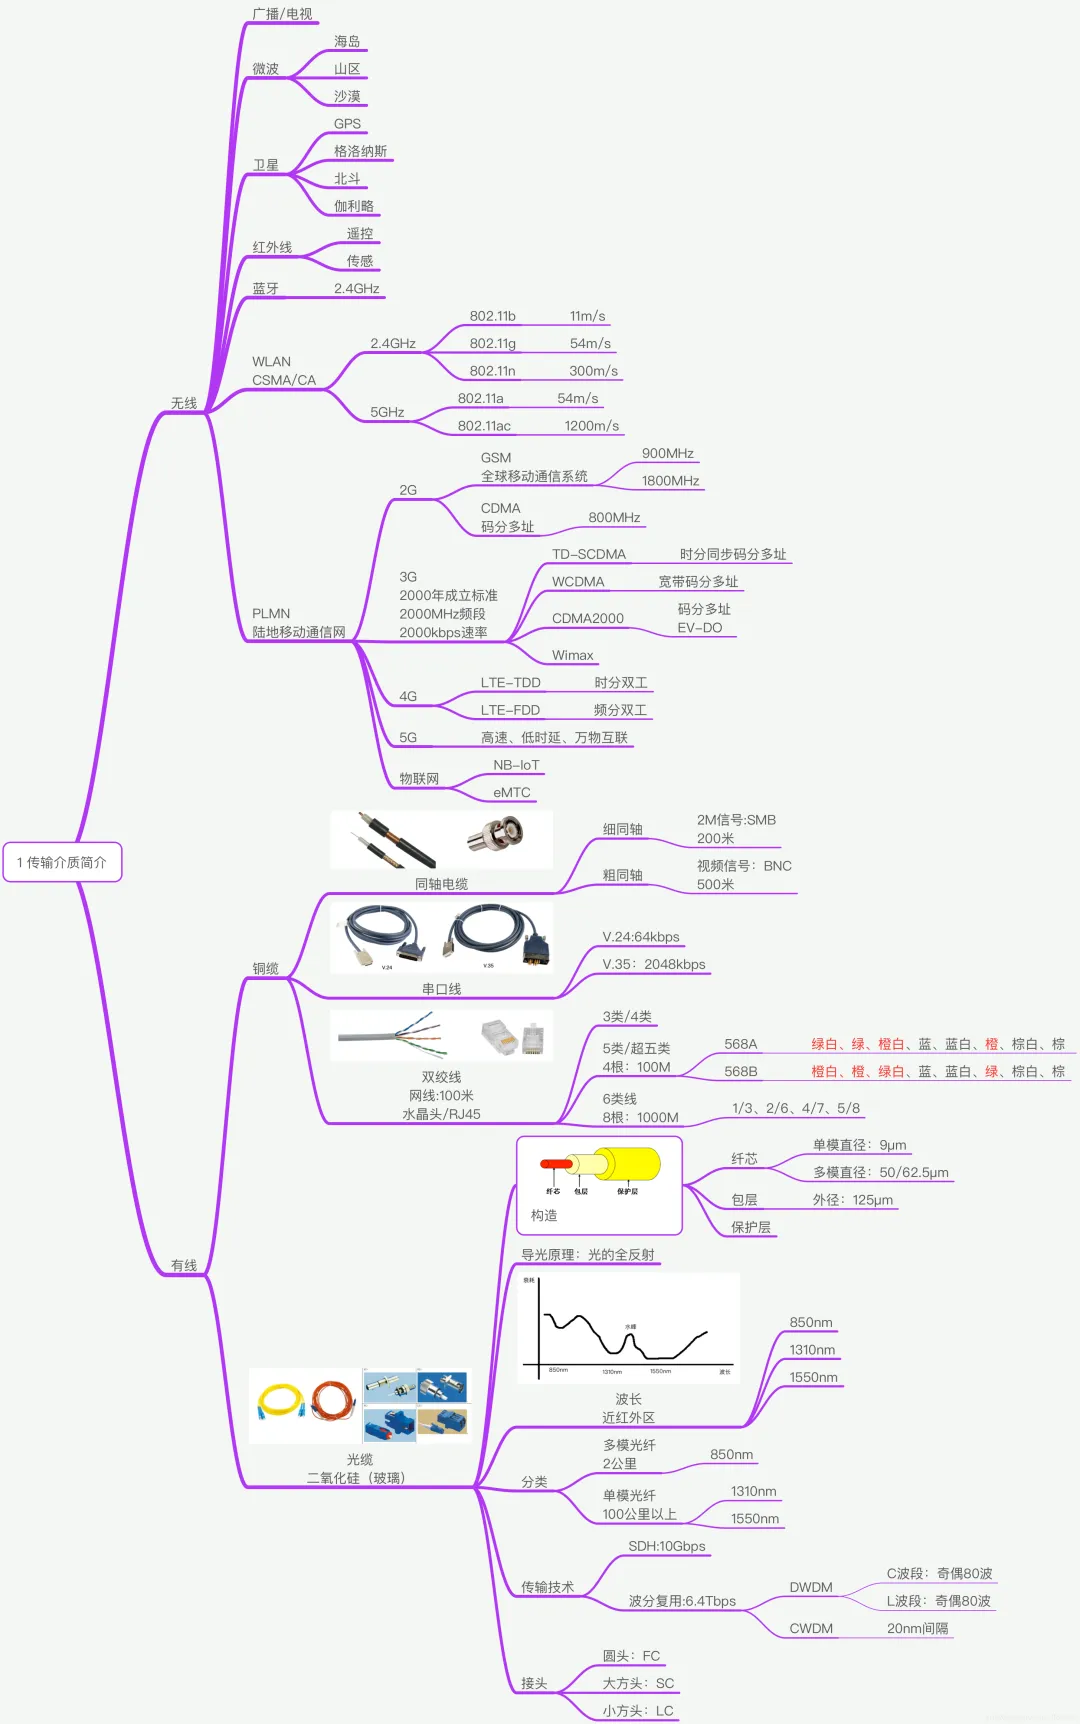 1 传输介质简介
无线
广播/电视
微波
海岛
山区
沙漠
卫星
GPS
格洛纳斯
北斗
伽利略
红外线
遥控
传感
蓝牙
2.4GHz
WLAN
CSMA/CA
2.4GHz
802.11b
11m/s
802.11g
54m/s
802.11n
300m/s
5GHz
802.11a
54m/s
802.11ac
1200m/s
PLMN
陆地移动通信网
2G
GSM
全球移动通信系统
900MHz
1800MHz
CDMA
码分多址
800MHz
3G
2000年成立标准
2000MHz频段
2000kbps速率
TD-SCDMA
时分同步码分多址
WCDMA
宽带码分多址
CDMA2000
码分多址
EV-DO
Wimax
4G
LTE-TDD
时分双工
LTE-FDD
频分双工
5G
高速、低时延、万物互联
物联网
NB-IoT
eMTC
有线
铜缆
同轴电缆
细同轴
2M信号:SMB
200米
粗同轴
视频信号：BNC
500米
V.24
V.35
串口线
V.24:64kbps
V.35：2048kbps
双绞线
网线:100米
水晶头/RJ45
3类/4类
5类/超五类
4根：100M
568A
绿白、绿、橙白、蓝、蓝白、橙、棕白、棕
568B
橙白、橙、绿白、蓝、蓝白、绿、棕白、棕
6类线
8根：1000M
1/3、2/6、4/7、5/8
光缆
二氧化硅（玻璃）
纤芯
包层
保护层
构造
纤芯
单模直径：9μm
多模直径：50/62.5μm
包层
外径：125μm
保护层
导光原理：光的全反射
衰耗
水峰
850nm
1310nm
1550nm
波长
波长
近红外区
850nm
1310nm
1550nm
分类
多模光纤
2公里
850nm
单模光纤
100公里以上
1310nm
1550nm
传输技术
SDH:10Gbps
波分复用:6.4Tbps
DWDM
C波段：奇偶80波
L波段：奇偶80波
CWDM
20nm间隔
接头
圆头：FC
大方头：SC
小方头：LC